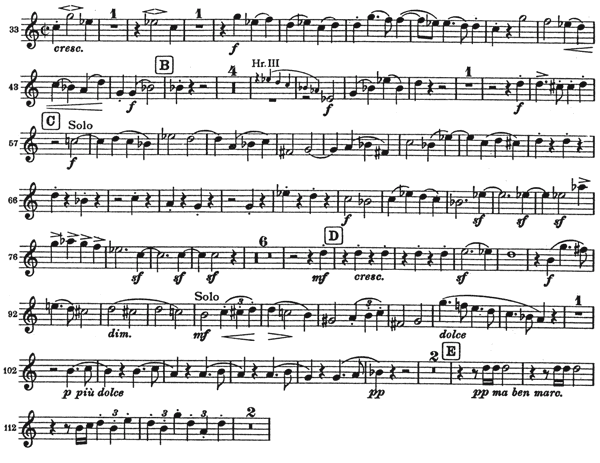 33 1 1
cresc. f
B Hr. III
43 4 1
f f f
C Solo
57
66
f sf sf sf
6 D
76
sf sf sf mf cresc. sf f
Solo 3 3 1
92
dim. mf dolce
2 E
102
p più dolce pp pp ma ben marc.
3 3 3 2
112